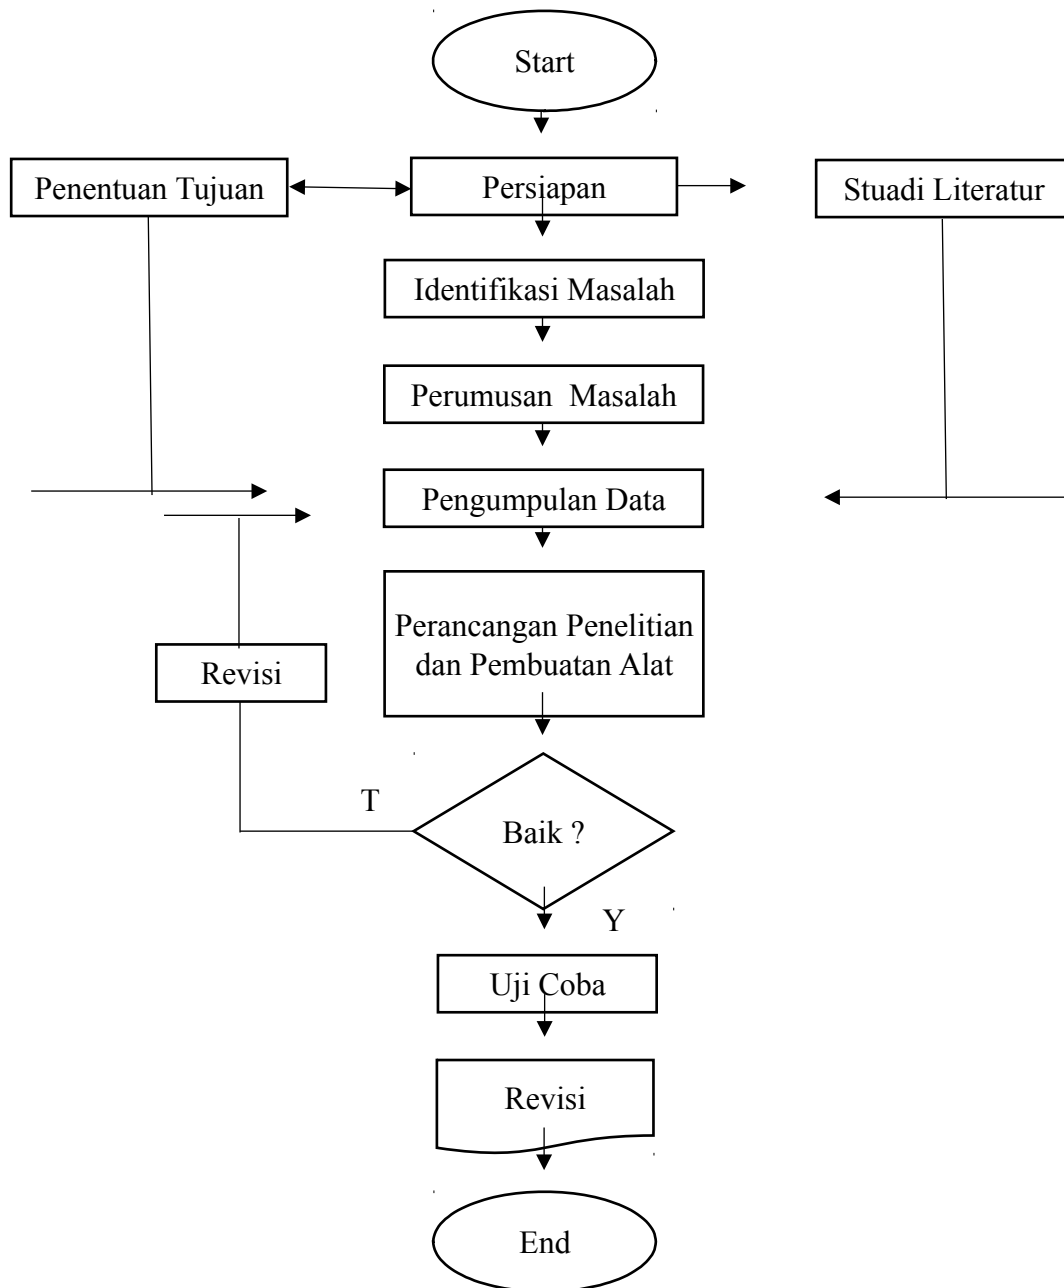 Start
Penentuan Tujuan
Persiapan
Stuadi Literatur
Identifikasi Masalah
Perumusan  Masalah
Pengumpulan Data
Perancangan Penelitian
dan Pembuatan Alat
Revisi
T
Baik ?
Y
Uji Coba
Revisi
End